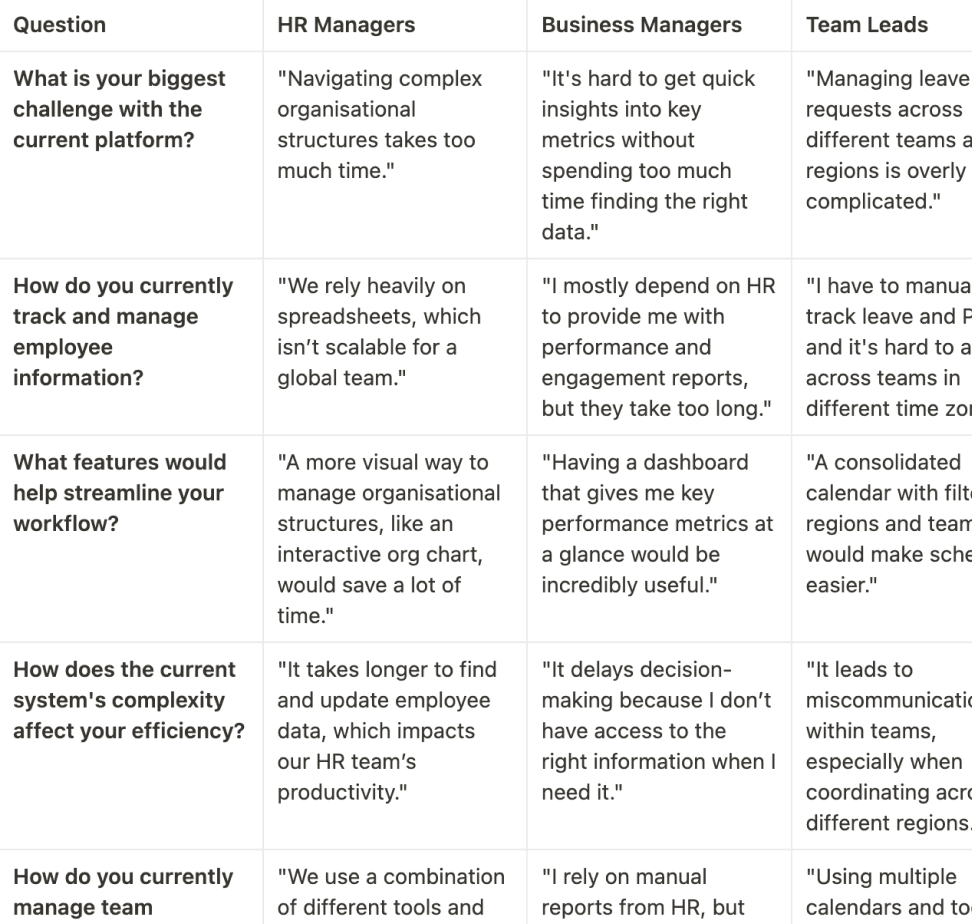 Question
HR Managers
Business Managers
Team Leads
What is your biggest
challenge with the
current platform?
"Navigating complex
organisational
structures takes too
much time."
"It's hard to get quick
insights into key
metrics without
spending too much
time finding the right
data."
"Managing leave
requests across
different teams a
regions is overly
complicated."
How do you currently
track and manage
employee
information?
"We rely heavily on
spreadsheets, which
isn’t scalable for a
global team."
"I mostly depend on HR
to provide me with
performance and
engagement reports,
but they take too long."
"I have to manua
track leave and P
and it's hard to a
across teams in
different time zo
What features would
help streamline your
workflow?
"A more visual way to
manage organisational
structures, like an
interactive org chart,
would save a lot of
time."
"Having a dashboard
that gives me key
performance metrics at
a glance would be
incredibly useful."
"A consolidated
calendar with filt
regions and team
would make sche
easier."
How does the current
system's complexity
affect your efficiency?
"It takes longer to find
and update employee
data, which impacts
our HR team’s
productivity."
"It delays decision-
making because I don’t
have access to the
right information when I
need it."
"It leads to
miscommunicatio
within teams,
especially when
coordinating acro
different regions.
How do you currently
manage team
"We use a combination
of different tools and
"I rely on manual
reports from HR, but
"Using multiple
calendars and to